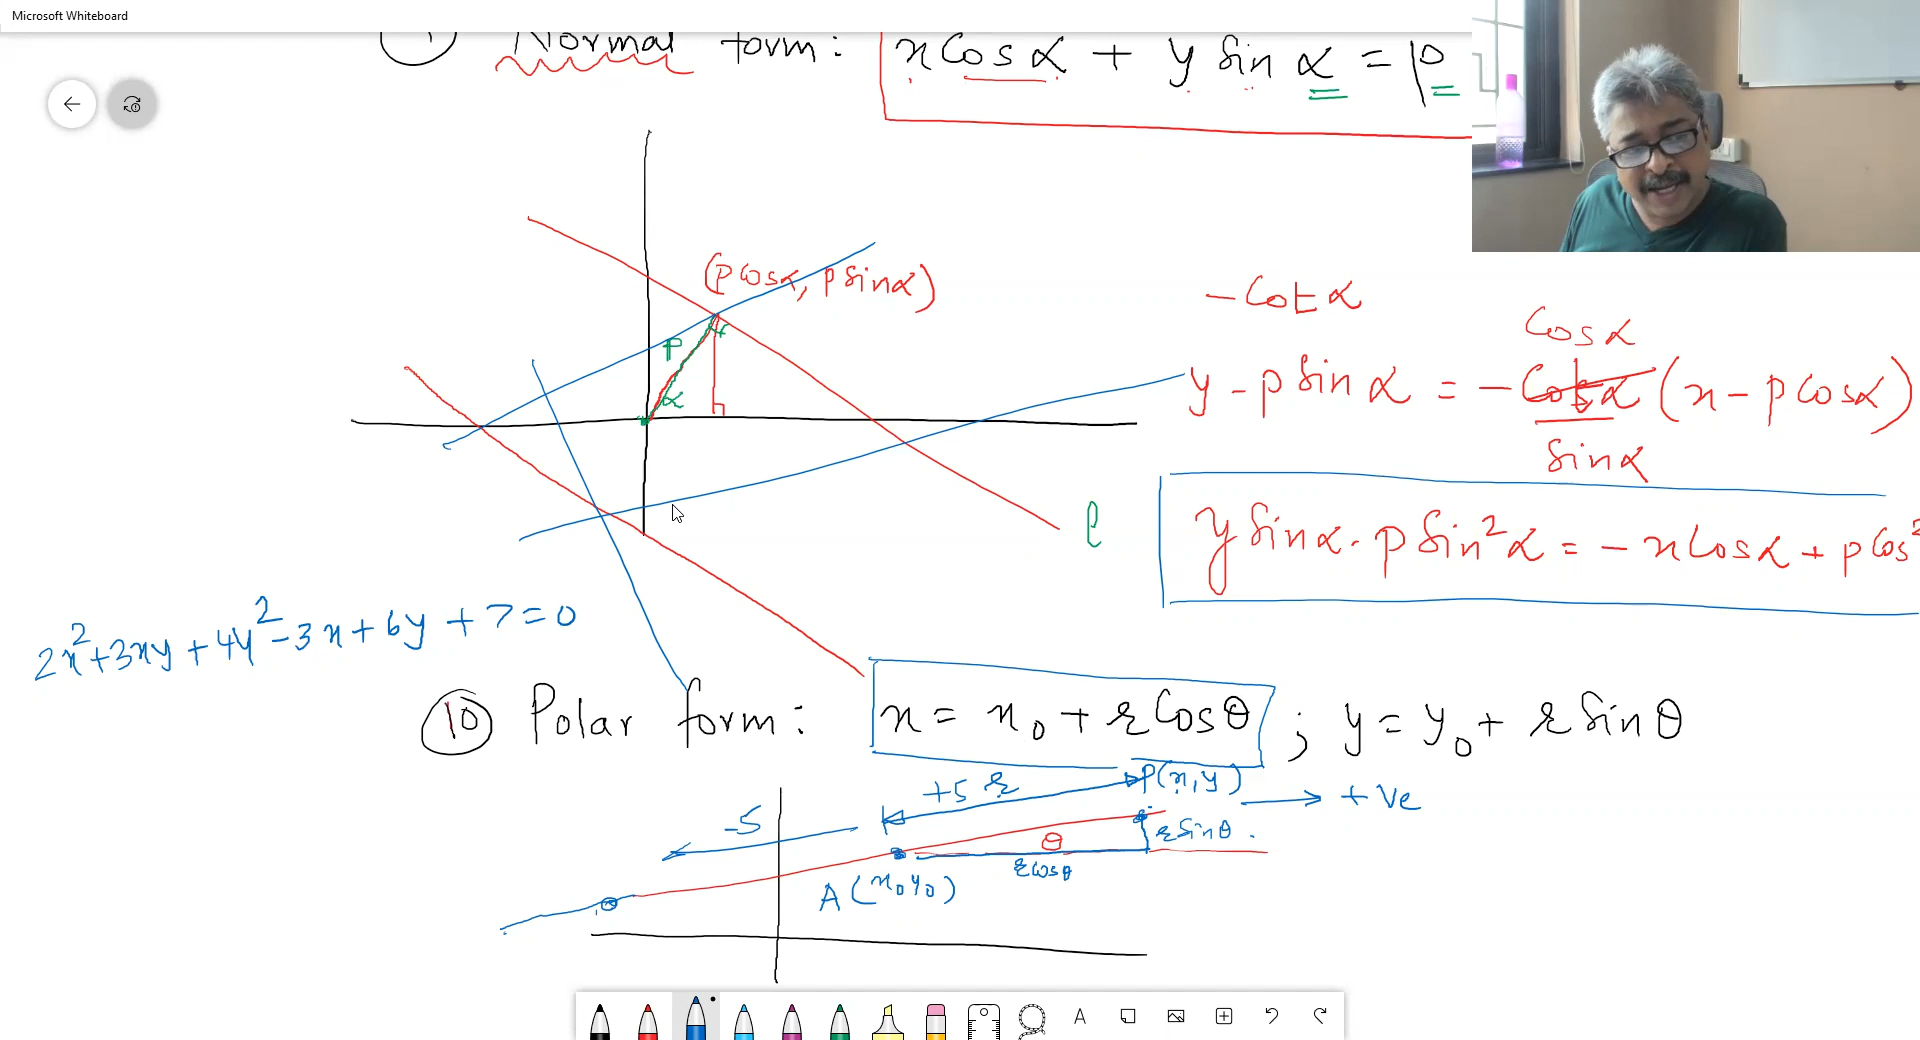 Microsoft Whiteboard
Normal form: x Cos α + y Sin α = p
(p cos α, p sin α)
- Cot α
P
α
Cos α
y - p Sin α = - Cot α (x - p Cos α)
Sin α
l
y Sin α - p Sin² α = - x Cos α + p Cos²
2x² + 3xy + 4y² - 3x + 6y + 7 = 0
10 Polar form: x = x₀ + r Cos θ ; y = y₀ + r Sin θ
+5 r P(x, y)
-5 → +ve
θ r Sin θ.
r cos θ
A (x₀ y₀)
A